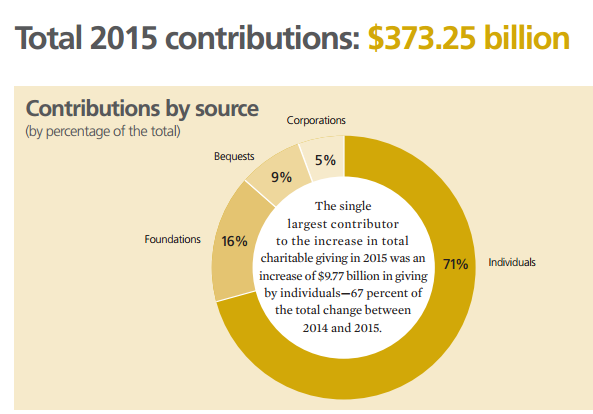 Total 2015 contributions: $373.25 billion
Contributions by source
(by percentage of the total)
Corporations
5%
Bequests
9%
Foundations
16%
71%
Individuals
The single
largest contributor
to the increase in total
charitable giving in 2015 was an
increase of $9.77 billion in giving
by individuals—67 percent of
the total change between
2014 and 2015.